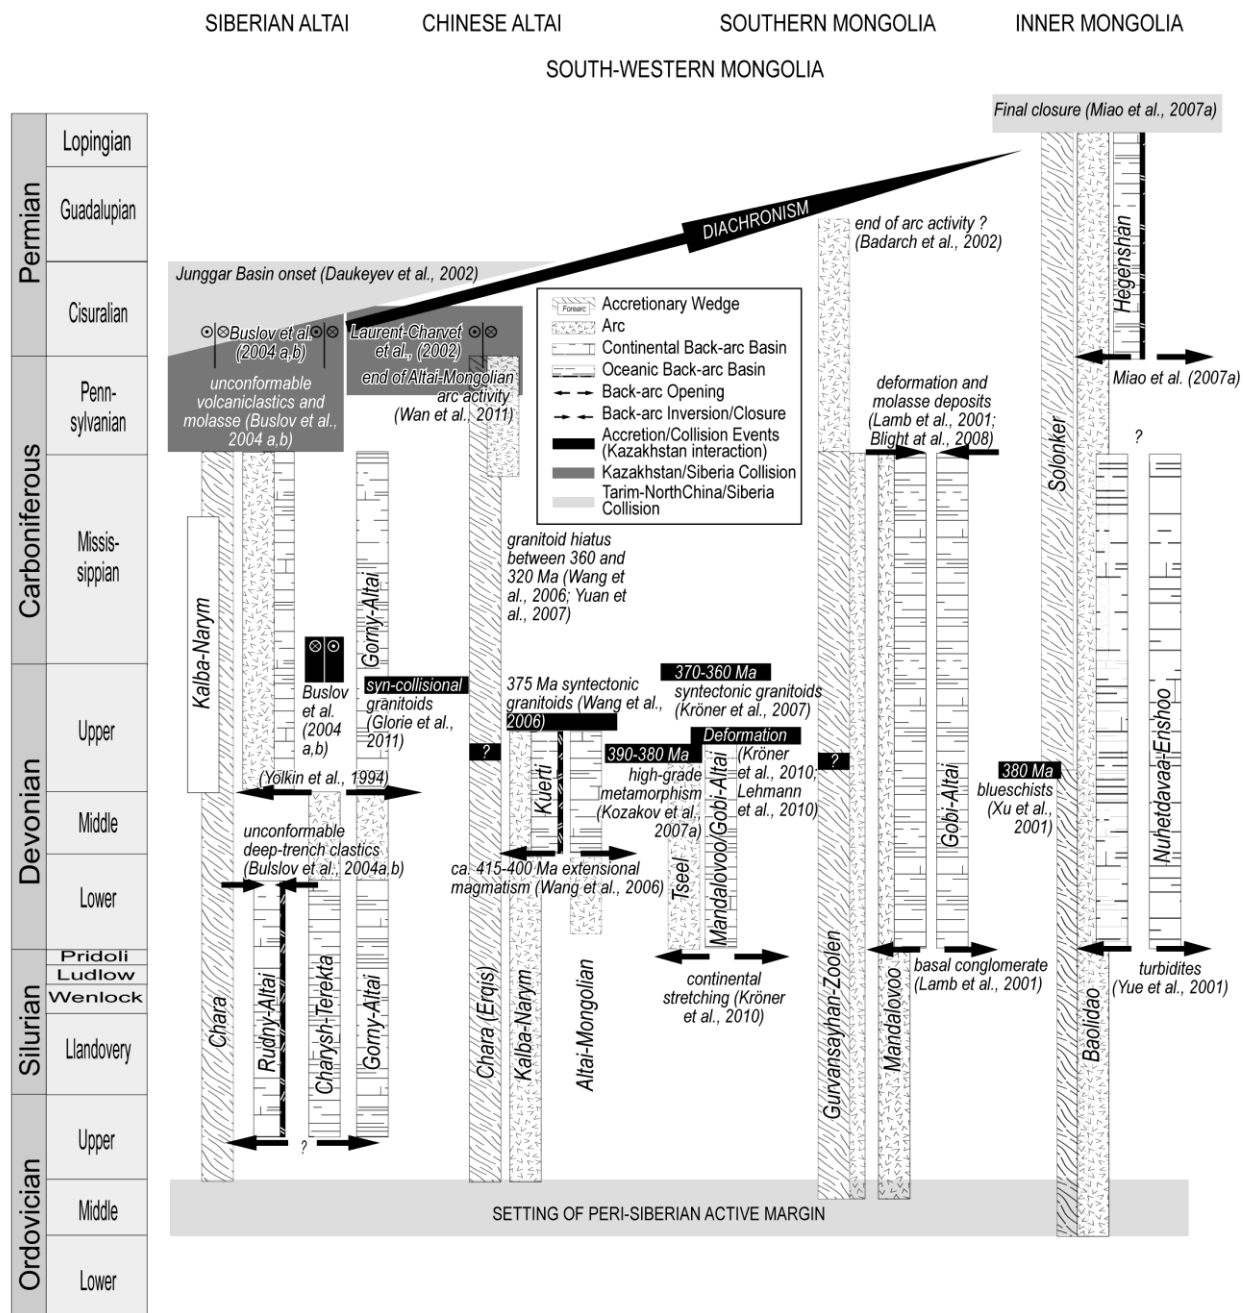 SIBERIAN ALTAI
CHINESE ALTAI
SOUTHERN MONGOLIA
INNER MONGOLIA
SOUTH-WESTERN MONGOLIA
Permian
Lopingian
Guadalupian
Cisuralian
Carboniferous
Penn-
sylvanian
Missis-
sippian
Devonian
Upper
Middle
Lower
Silurian
Pridoli
Ludlow
Wenlock
Llandovery
Ordovician
Upper
Middle
Lower
Final closure (Miao et al., 2007a)
DIACHRONISM
Junggar Basin onset (Daukeyev et al., 2002)
Buslov et al.
(2004 a,b)
unconformable
volcaniclastics and
molasse (Buslov et al.,
2004 a,b)
Laurent-Charvet
et al., (2002)
end of Altai-Mongolian
arc activity
(Wan et al., 2011)
Forearc
Accretionary Wedge
Arc
Continental Back-arc Basin
Oceanic Back-arc Basin
Back-arc Opening
Back-arc Inversion/Closure
Accretion/Collision Events
(Kazakhstan interaction)
Kazakhstan/Siberia Collision
Tarim-NorthChina/Siberia
Collision
end of arc activity ?
(Badarch et al., 2002)
deformation and
molasse deposits
(Lamb et al., 2001;
Blight at al., 2008)
Hegenshan
Miao et al. (2007a)
?
Solonker
Kalba-Narym
Gorny-Altai
Buslov
et al.
(2004
a,b)
syn-collisional
granitoids
(Glorie et al.,
2011)
(Yolkin et al., 1994)
unconformable
deep-trench clastics
(Bulslov et al., 2004a,b)
Chara
Rudny-Altai
Charysh-Terekta
Gorny-Altai
?
granitoid hiatus
between 360 and
320 Ma (Wang et
al., 2006; Yuan et
al., 2007)
375 Ma syntectonic
granitoids (Wang et al.,
2006)
?
Kuerti
ca. 415-400 Ma extensional
magmatism (Wang et al., 2006)
Chara (Erqis)
Kalba-Narym
Altai-Mongolian
370-360 Ma
syntectonic granitoids
(Kröner et al., 2007)
Deformation
(Kröner
et al., 2010;
Lehmann
et al., 2010)
390-380 Ma
high-grade
metamorphism
(Kozakov et al.,
2007a)
Tseel
Mandalovoo/Gobi-Altai
continental
stretching (Kröner
et al., 2010)
?
Gurvansayhan-Zoolen
Mandalovoo
Gobi-Altai
basal conglomerate
(Lamb et al., 2001)
380 Ma
blueschists
(Xu et al.,
2001)
Nuhetdavaa-Enshoo
turbidites
(Yue et al., 2001)
Baolidao
SETTING OF PERI-SIBERIAN ACTIVE MARGIN